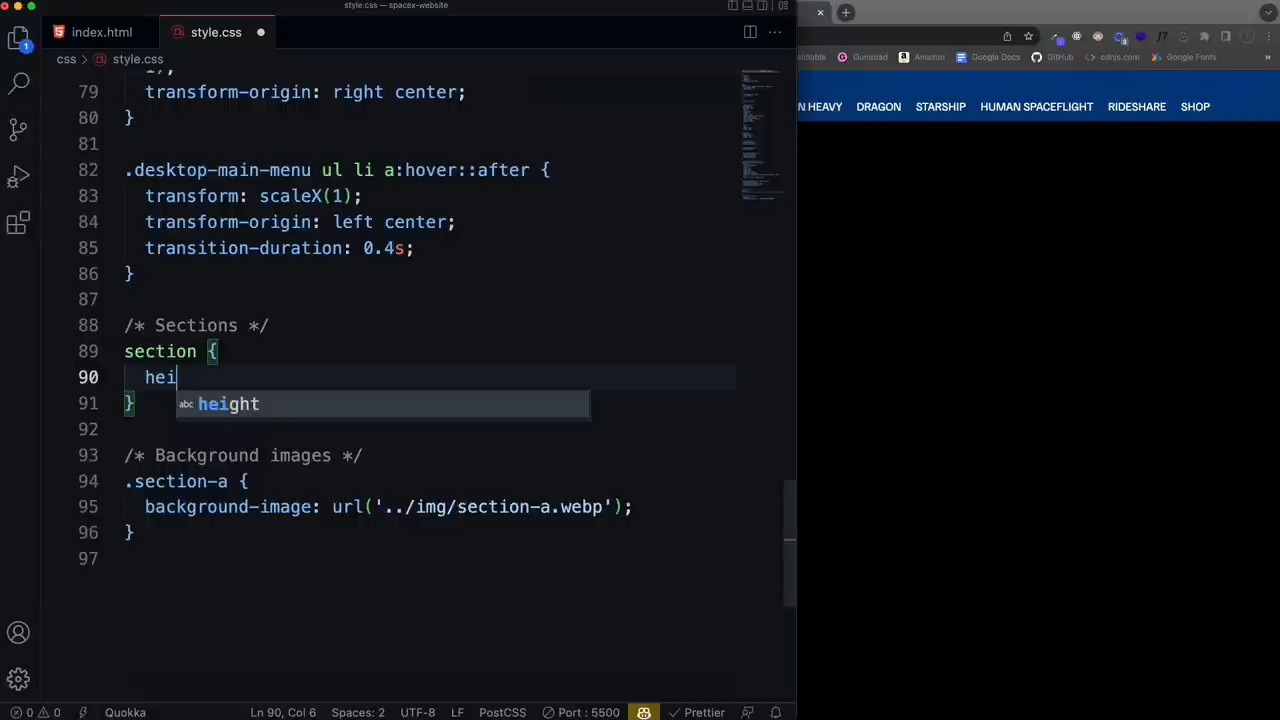 style.css — spacex-website
index.html
style.css
css > style.css
1
1);
79 transform-origin: right center;
80 }
81
82 .desktop-main-menu ul li a:hover::after {
83 transform: scaleX(1);
84 transform-origin: left center;
85 transition-duration: 0.4s;
86 }
87
88 /* Sections */
89 section {
90 hei
91 }
abc height
92
93 /* Background images */
94 .section-a {
95 background-image: url('../img/section-a.webp');
96 }
97
0 0 Quokka Ln 90, Col 6 Spaces: 2 UTF-8 LF PostCSS Port : 5500 Prettier
Gumroad Amazon Google Docs GitHub cdnjs.com Google Fonts »
N HEAVY DRAGON STARSHIP HUMAN SPACEFLIGHT RIDESHARE SHOP